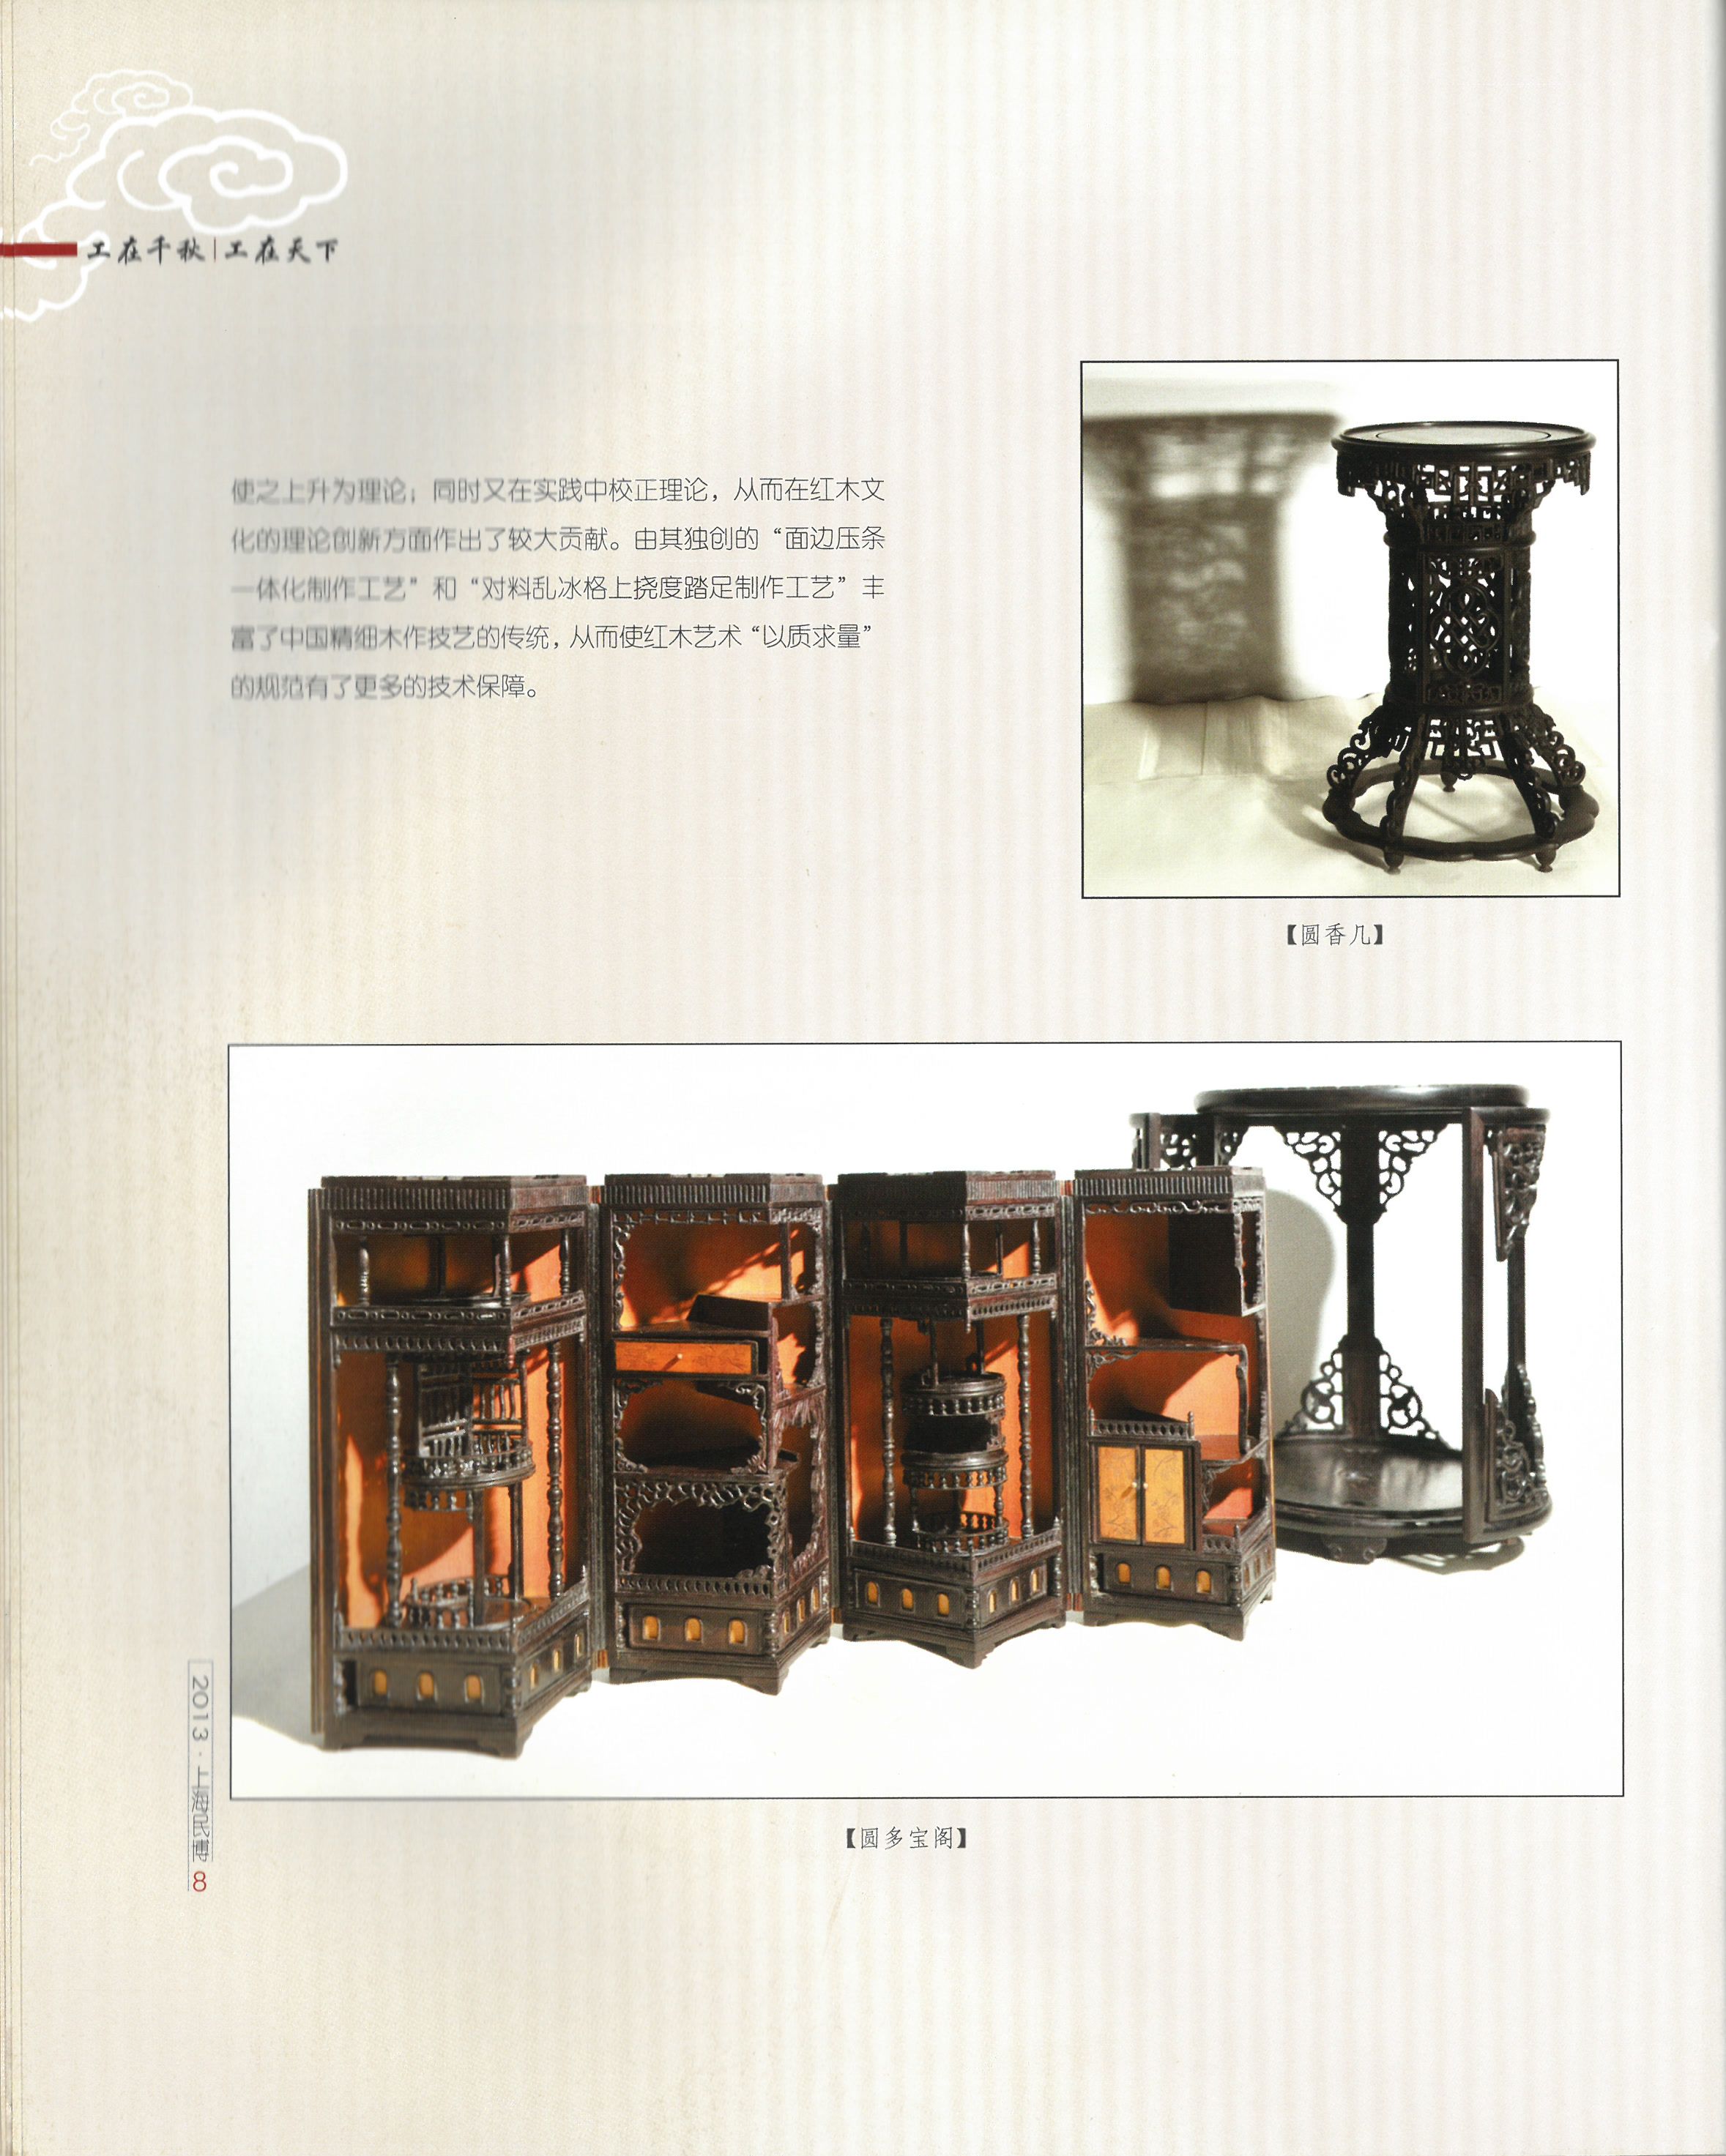 工在千秋|工在天下
使之上升为理论；同时又在实践中校正理论，从而在红木文
化的理论创新方面作出了较大贡献。由其独创的“面边压条
一体化制作工艺”和“对料乱冰格上挠度踏足制作工艺”丰
富了中国精细木作技艺的传统，从而使红木艺术“以质求量”
的规范有了更多的技术保障。
【圆香几】
【圆多宝阁】
2013·上海民博 8